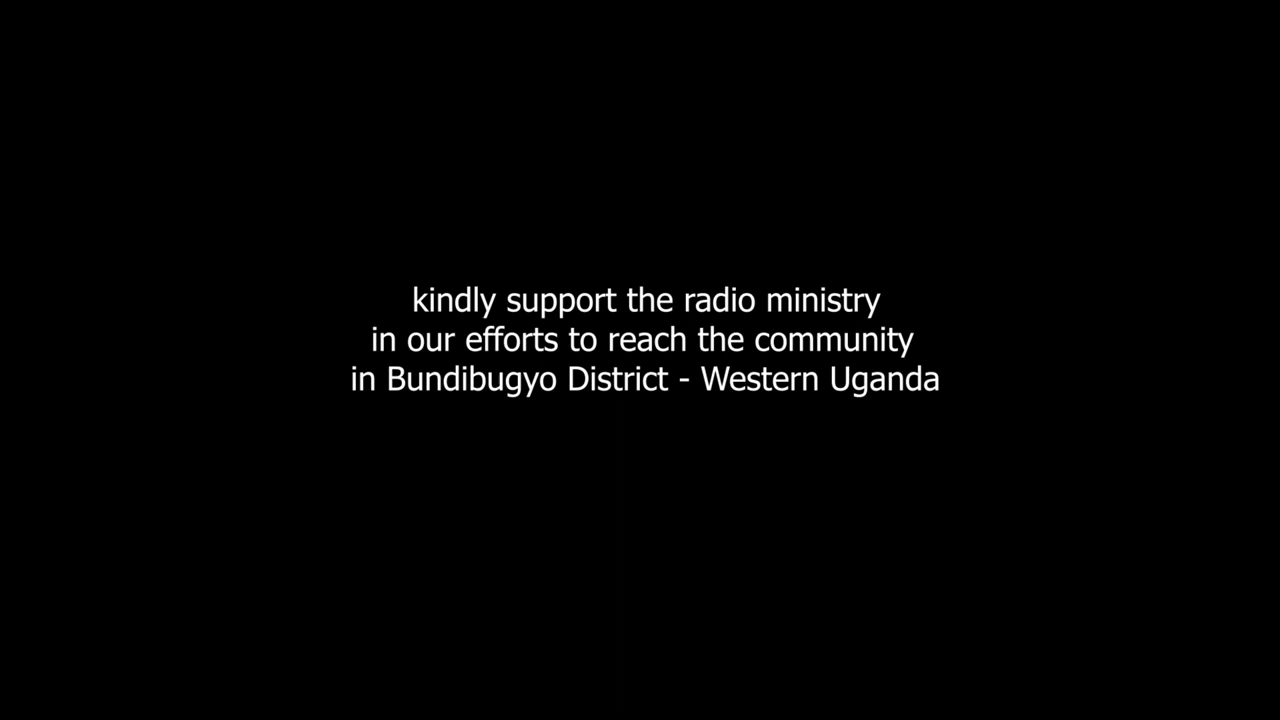 kindly support the radio ministry
in our efforts to reach the community
in Bundibugyo District - Western Uganda